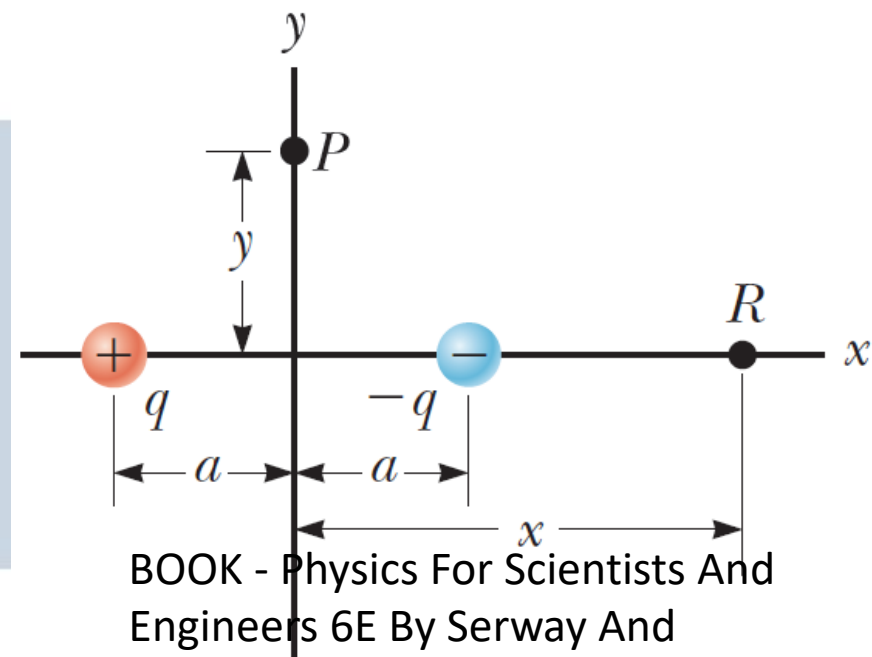 y
P
y
R
+
−
x
q
−q
a
a
x
BOOK - Physics For Scientists And
Engineers 6E By Serway And